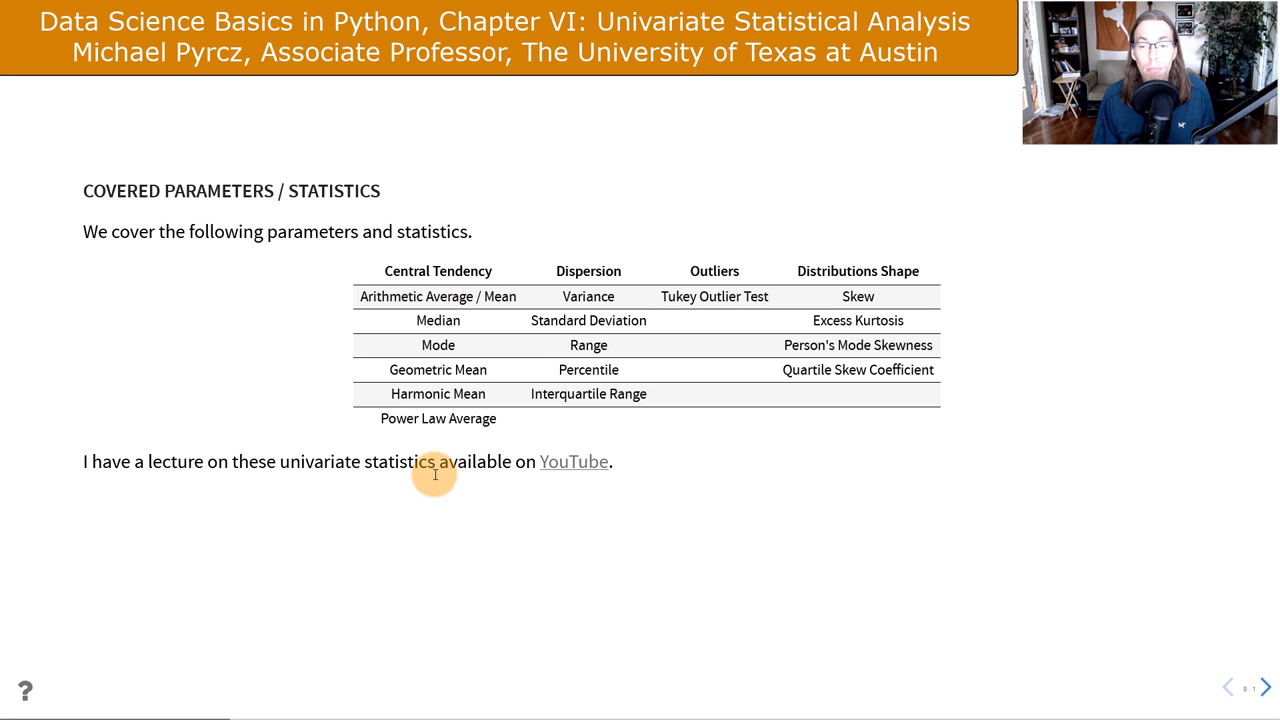 Data Science Basics in Python, Chapter VI: Univariate Statistical Analysis
Michael Pyrcz, Associate Professor, The University of Texas at Austin
COVERED PARAMETERS / STATISTICS
We cover the following parameters and statistics.
Central Tendency Dispersion Outliers Distributions Shape
Arithmetic Average / Mean Variance Tukey Outlier Test Skew
Median Standard Deviation Excess Kurtosis
Mode Range Person's Mode Skewness
Geometric Mean Percentile Quartile Skew Coefficient
Harmonic Mean Interquartile Range
Power Law Average
I have a lecture on these univariate statistics available on YouTube.
?
8.1